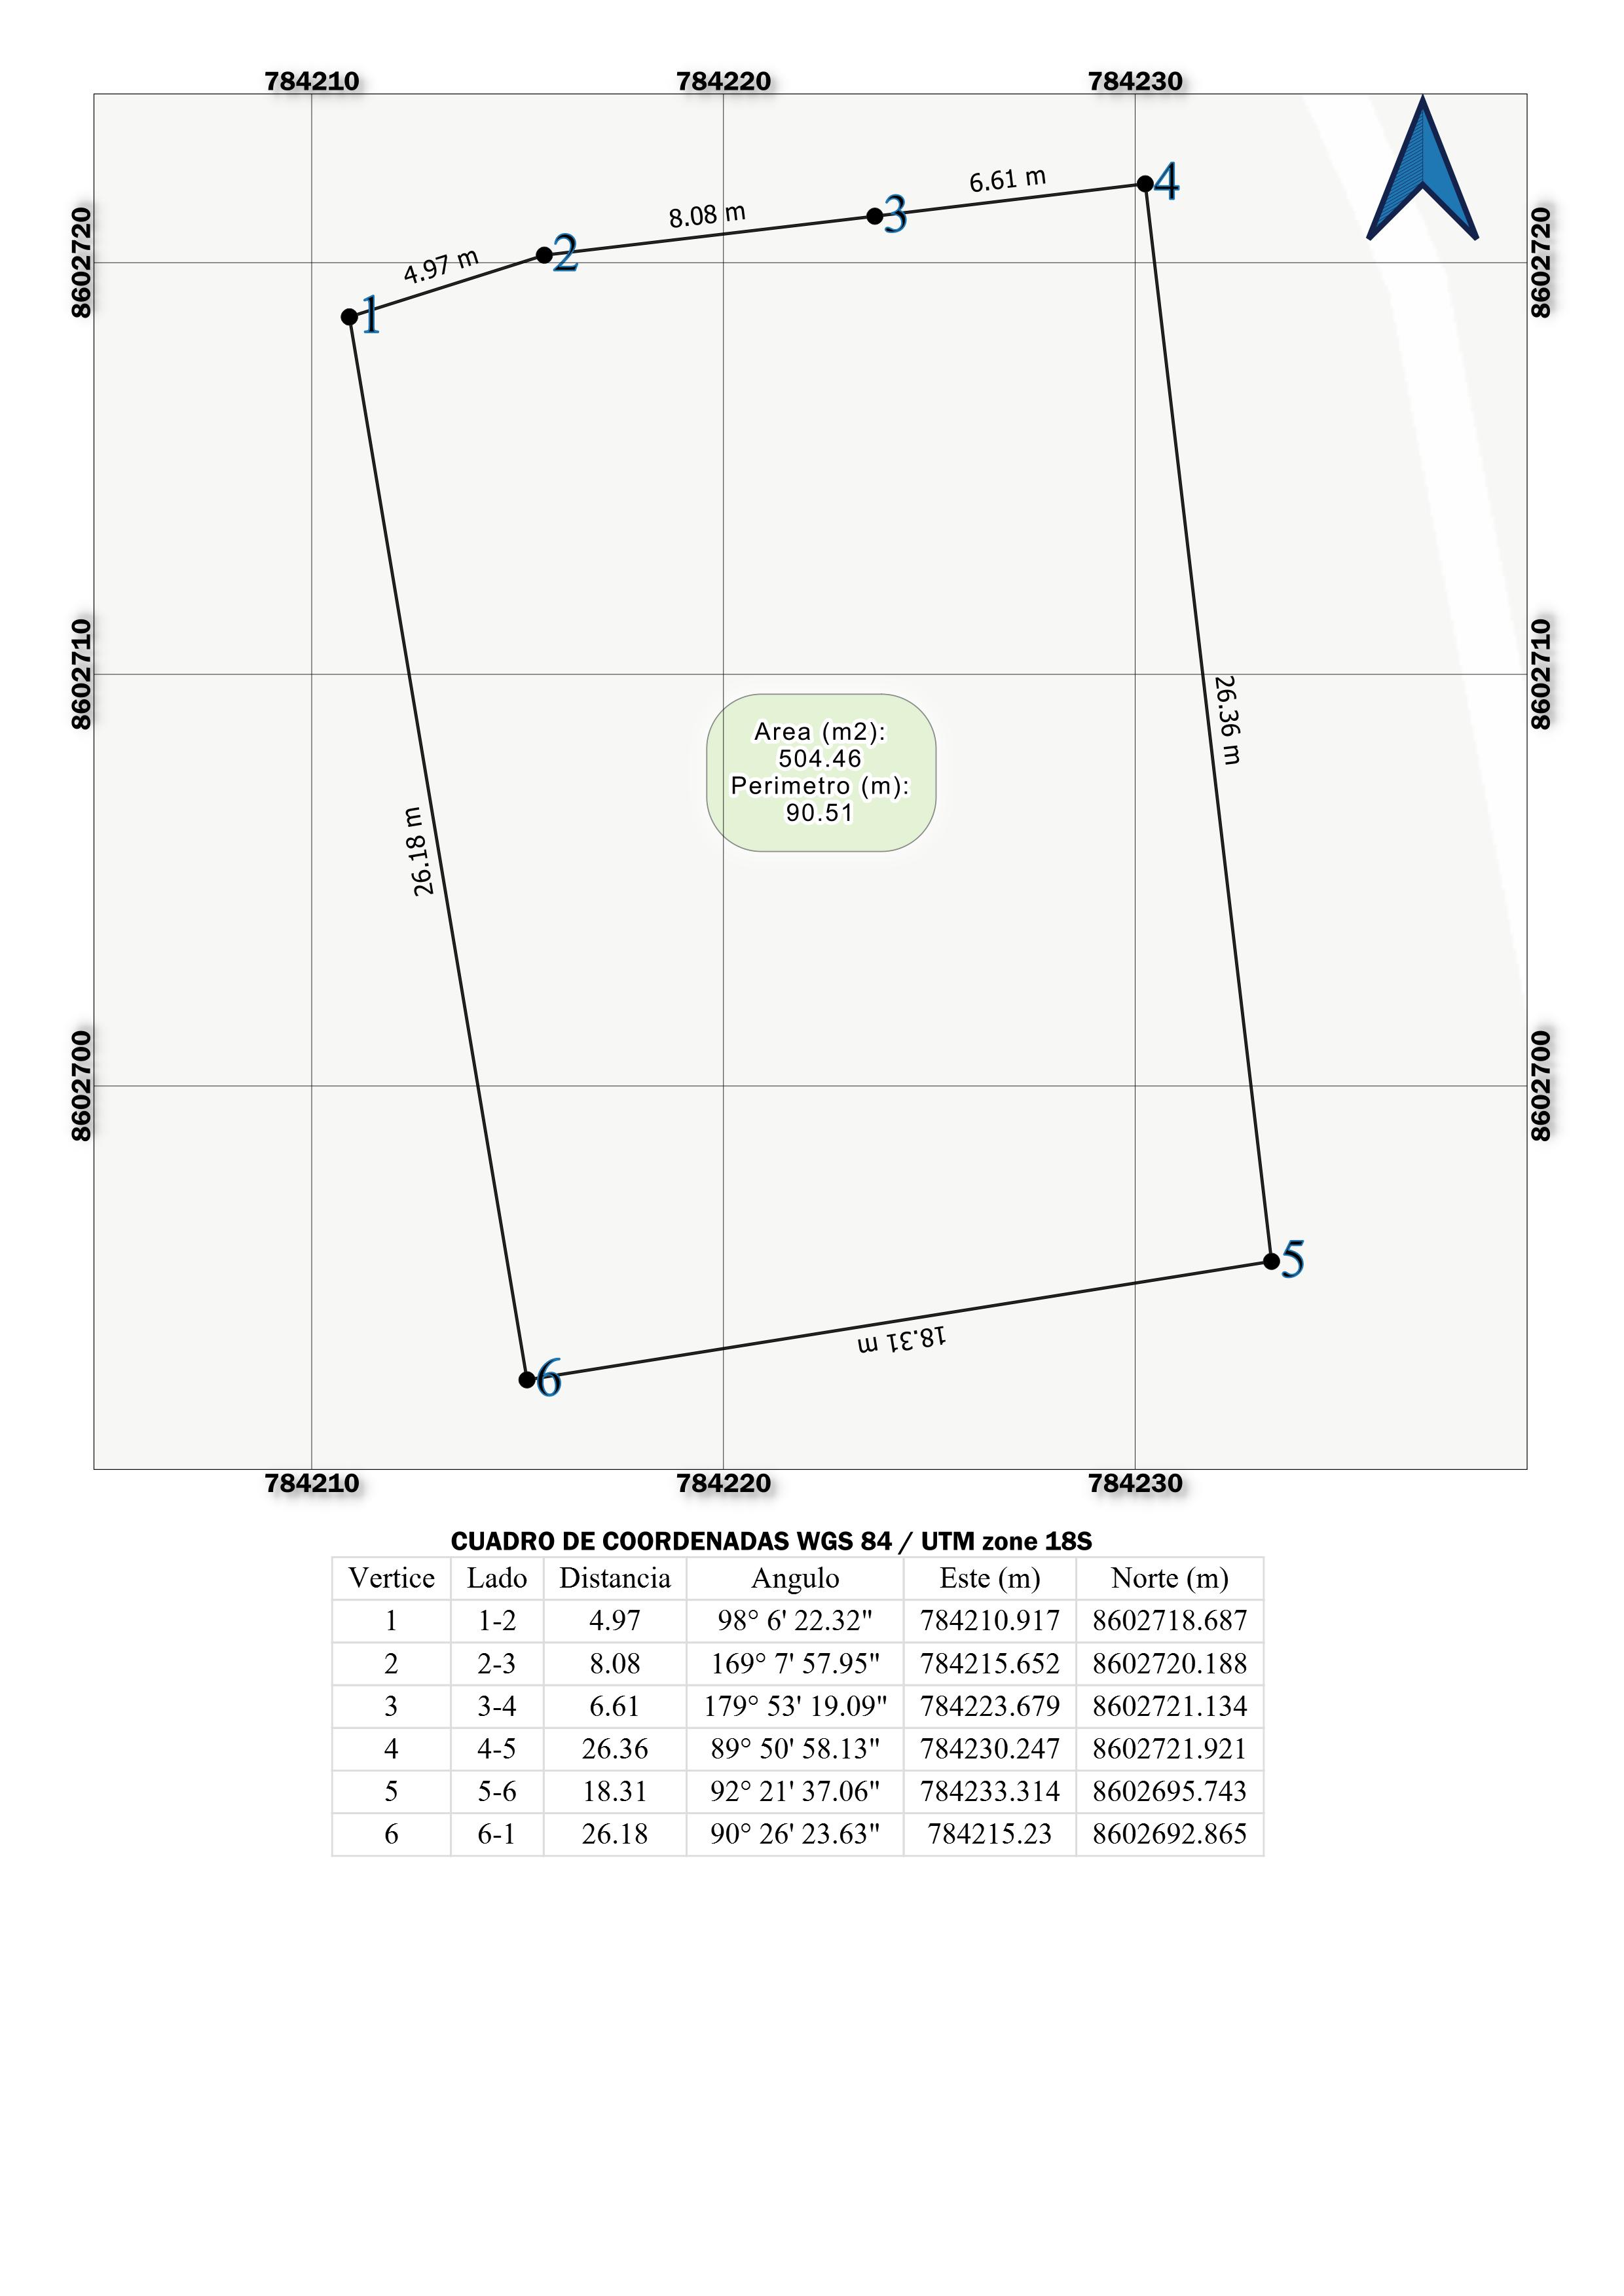 784210 784220 784230
8602720 8602720
4
6.61 m
3
8.08 m
2
4.97 m
1
8602710 8602710
26.36 m
Area (m2):
504.46
Perimetro (m):
90.51
26.18 m
8602700 8602700
5
18.31 m
6
784210 784220 784230
CUADRO DE COORDENADAS WGS 84 / UTM zone 18S
Vertice Lado Distancia Angulo Este (m) Norte (m)
1 1-2 4.97 98° 6' 22.32" 784210.917 8602718.687
2 2-3 8.08 169° 7' 57.95" 784215.652 8602720.188
3 3-4 6.61 179° 53' 19.09" 784223.679 8602721.134
4 4-5 26.36 89° 50' 58.13" 784230.247 8602721.921
5 5-6 18.31 92° 21' 37.06" 784233.314 8602695.743
6 6-1 26.18 90° 26' 23.63" 784215.23 8602692.865